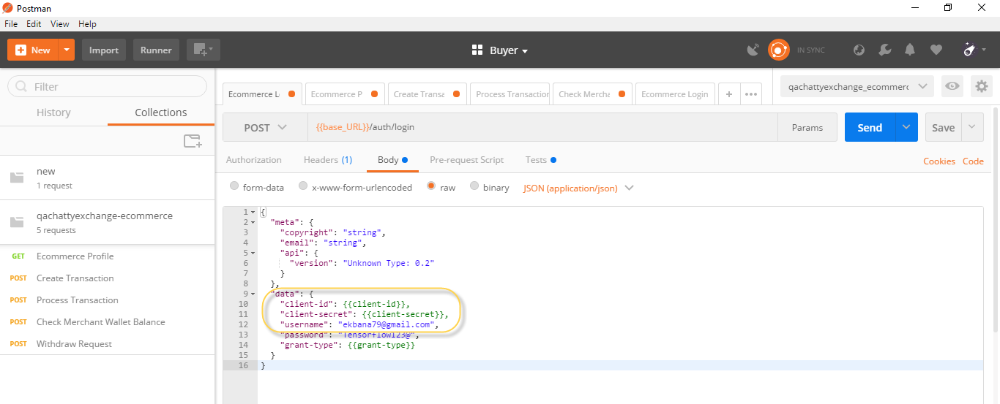 Postman
File Edit View Help
New Import Runner Buyer IN SYNC
Filter
History Collections
new
1 request
qachattyexchange-ecommerce
5 requests
GET Ecommerce Profile
POST Create Transaction
POST Process Transaction
POST Check Merchant Wallet Balance
POST Withdraw Request
Ecommerce L Ecommerce P Create Transa Process Transaction Check Mercha Ecommerce Login + ••• qachattyexchange_ecommerc
POST {{base_URL}}/auth/login Params Send Save
Authorization Headers (1) Body Pre-request Script Tests Cookies Code
form-data x-www-form-urlencoded raw binary JSON (application/json)
1 {
2 "meta": {
3 "copyright": "string",
4 "email": "string",
5 "api": {
6 "version": "Unknown Type: 0.2"
7 }
8 },
9 "data": {
10 "client-id": {{client-id}},
11 "client-secret": {{client-secret}},
12 "username": "ekbana79@gmail.com",
13 "password": "Tensorflow123@",
14 "grant-type": {{grant-type}}
15 }
16 }